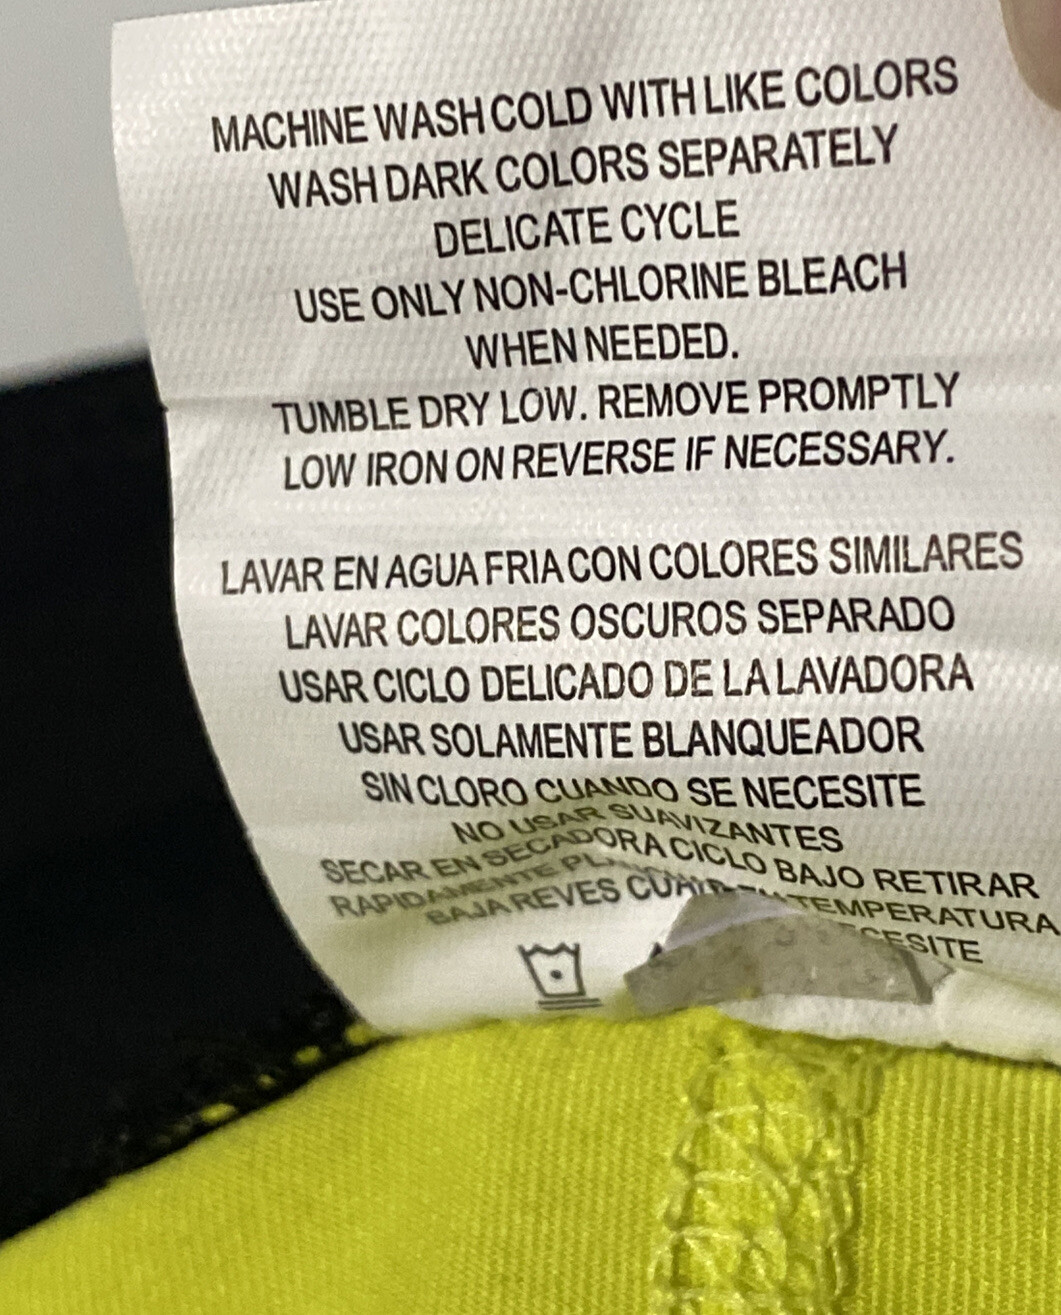 MACHINE WASH COLD WITH LIKE COLORS
WASH DARK COLORS SEPARATELY
DELICATE CYCLE
USE ONLY NON-CHLORINE BLEACH
WHEN NEEDED.
TUMBLE DRY LOW. REMOVE PROMPTLY
LOW IRON ON REVERSE IF NECESSARY.
LAVAR EN AGUA FRIA CON COLORES SIMILARES
LAVAR COLORES OSCUROS SEPARADO
USAR CICLO DELICADO DE LA LAVADORA
USAR SOLAMENTE BLANQUEADOR
SIN CLORO CUANDO SE NECESITE
NO USAR SUAVIZANTES
SECAR EN SECADORA CICLO BAJO RETIRAR
RAPIDAMENTE TEMPERATURA
BAJA REVES